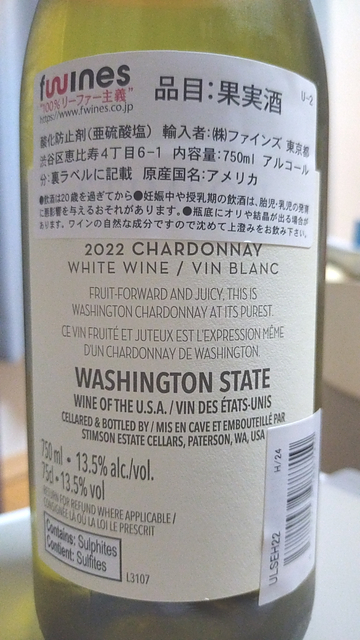 fwines
"100%リーファー主義"
https://www.fwines.co.jp
品目:果実酒
U-2
酸化防止剤(亜硫酸塩) 輸入者:(株)ファインズ 東京都
渋谷区恵比寿4丁目6-1 内容量:750ml アルコール
分:裏ラベルに記載 原産国名:アメリカ
●飲酒は20歳を過ぎてから●妊娠中や授乳期の飲酒は、胎児・乳児の発育
に悪影響を与えるおそれがあります。●瓶底にオリや結晶が出る場合が
あります。ワインの自然な成分ですので沈めて上澄みをお飲み下さい。
2022 CHARDONNAY
WHITE WINE / VIN BLANC
FRUIT-FORWARD AND JUICY, THIS IS
WASHINGTON CHARDONNAY AT ITS PUREST.
CE VIN FRUITÉ ET JUTEUX EST L'EXPRESSION MÊME
D'UN CHARDONNAY DE WASHINGTON.
WASHINGTON STATE
WINE OF THE U.S.A. / VIN DES ÉTATS-UNIS
CELLARED & BOTTLED BY / MIS EN CAVE ET EMBOUTEILLÉ PAR
STIMSON ESTATE CELLARS, PATERSON, WA, USA
750 ml • 13.5% alc./vol.
75cl • 13.5% vol
RETURN FOR REFUND WHERE APPLICABLE /
CONSIGNÉE LÀ OÙ LA LOI LE PRESCRIT
Contains: Sulphites
Contient: Sulfites
L3107
H/24
ULSEH22